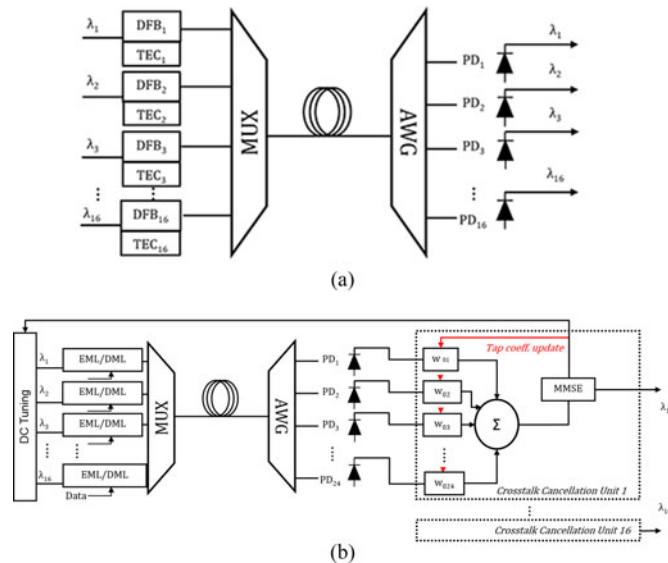 λ1 DFB1 TEC1
λ2 DFB2 TEC2
λ3 DFB3 TEC3
⋮ ⋮
λ16 DFB16 TEC16
MUX
AWG
PD1 λ1
PD2 λ2
PD3 λ3
⋮
PD16 λ16
(a)
DC Tuning
λ1 EML/DML
λ2 EML/DML
λ3 EML/DML
⋮ ⋮
λ16 EML/DML
Data
MUX
AWG
PD1
PD2
PD3
⋮
PD24
Tap coeff. update
w01
w02
w03
⋮
w024
Σ
MMSE
Crosstalk Cancellation Unit 1
⋮
Crosstalk Cancellation Unit 16
(b)